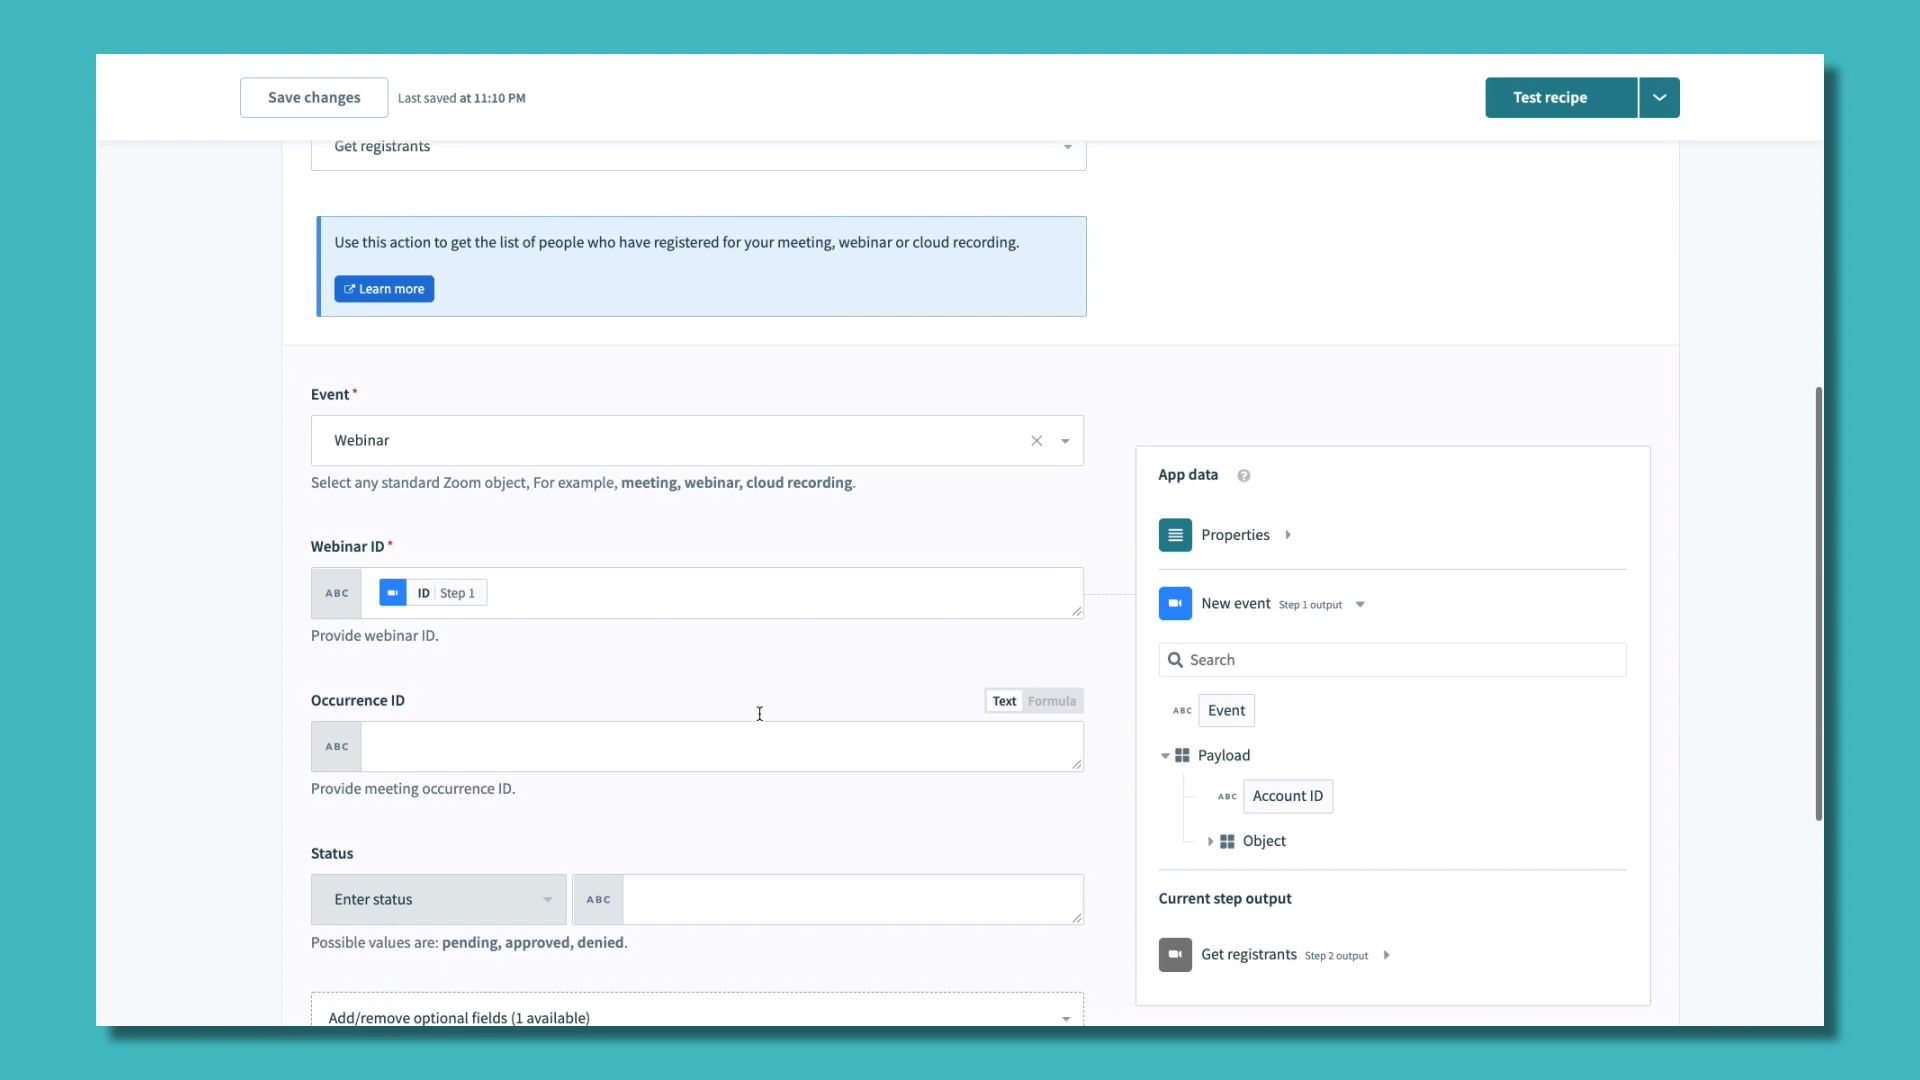 Save changes
Last saved at 11:10 PM
Test recipe
Get registrants
Use this action to get the list of people who have registered for your meeting, webinar or cloud recording.
Learn more
Event *
Webinar
Select any standard Zoom object, For example, meeting, webinar, cloud recording.
Webinar ID *
ABC
ID Step 1
Provide webinar ID.
Occurrence ID
Text Formula
ABC
Provide meeting occurrence ID.
Status
Enter status
ABC
Possible values are: pending, approved, denied.
Add/remove optional fields (1 available)
App data
?
Properties
New event Step 1 output
Search
ABC Event
Payload
ABC Account ID
Object
Current step output
Get registrants Step 2 output